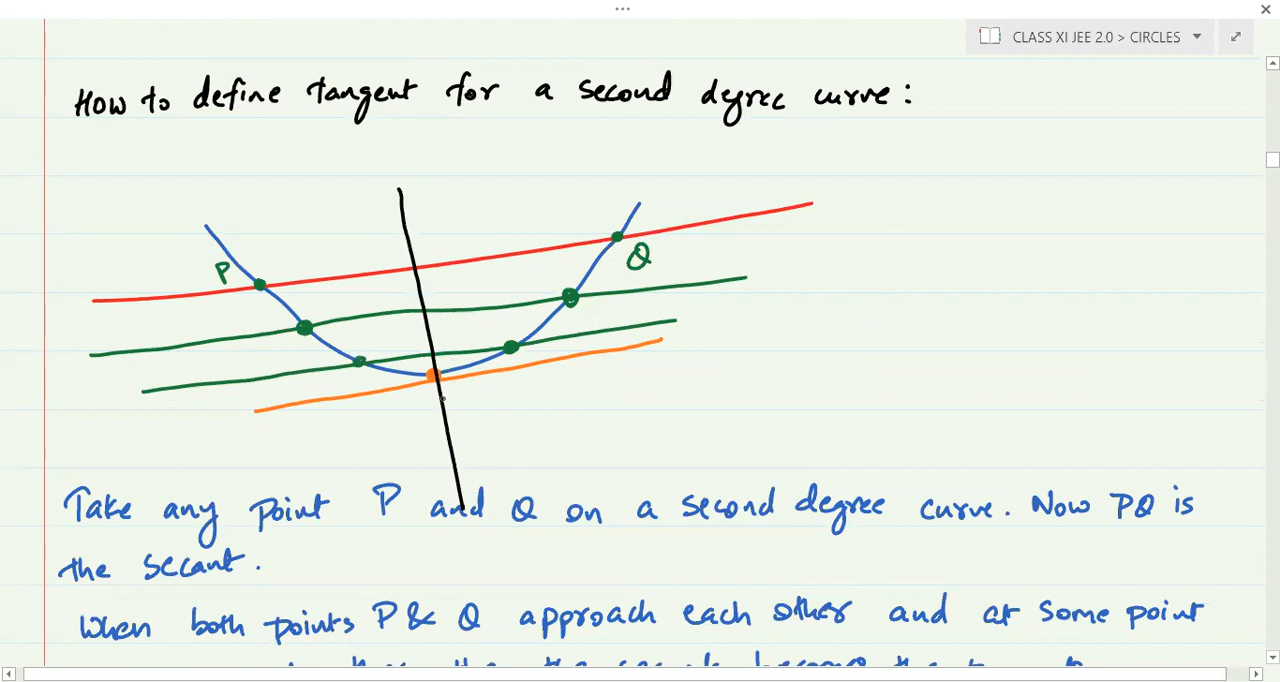 CLASS XI JEE 2.0 > CIRCLES
How to define tangent for a second degree curve:
P
Q
Take any point P and Q on a second degree curve. Now PQ is
the secant.
When both points P & Q approach each other and at some point